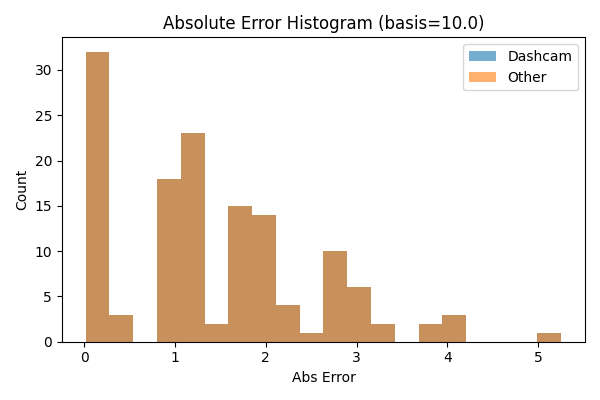 Absolute Error Histogram (basis=10.0)
Dashcam
Other
Count
30
25
20
15
10
5
0
0 1 2 3 4 5
Abs Error